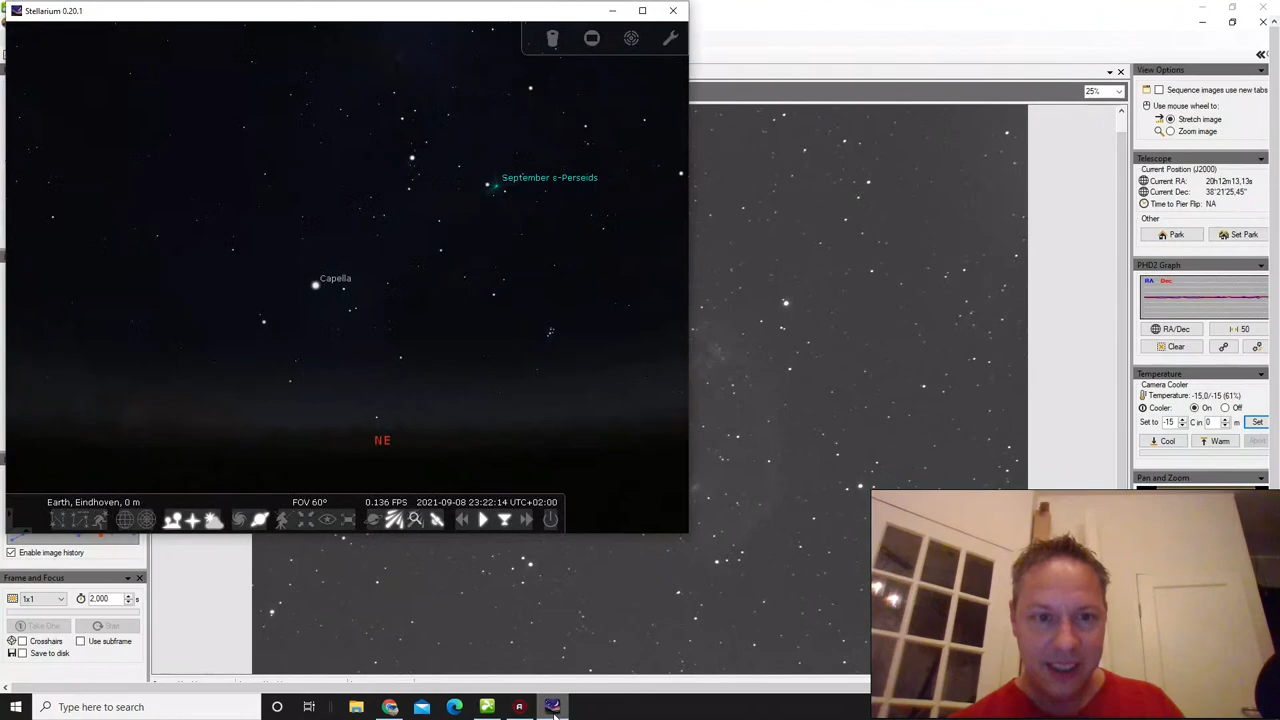 Stellarium 0.20.1
September ε-Perseids
Capella
NE
Earth, Eindhoven, 0 m
FOV 60°
0.136 FPS
2021-09-08 23:22:14 UTC+02:00
25%
View Options
Sequence images use new tabs
Use mouse wheel to:
Stretch image
Zoom image
Telescope
Current Position (J2000)
Current RA: 20h12m13,13s
Current Dec: 38°21'25,45"
Time to Pier Flip: NA
Other
Park
Set Park
PHD2 Graph
RA Dec
RA/Dec
50
Clear
Temperature
Camera Cooler
Temperature: -15,0/-15 (61%)
Cooler: On Off
Set to -15 C in 0 m Set
Cool
Warm
Abort
Pan and Zoom
Enable image history
Frame and Focus
1x1
2,000 s
Take One
Start
Crosshairs
Use subframe
Save to disk
Type here to search